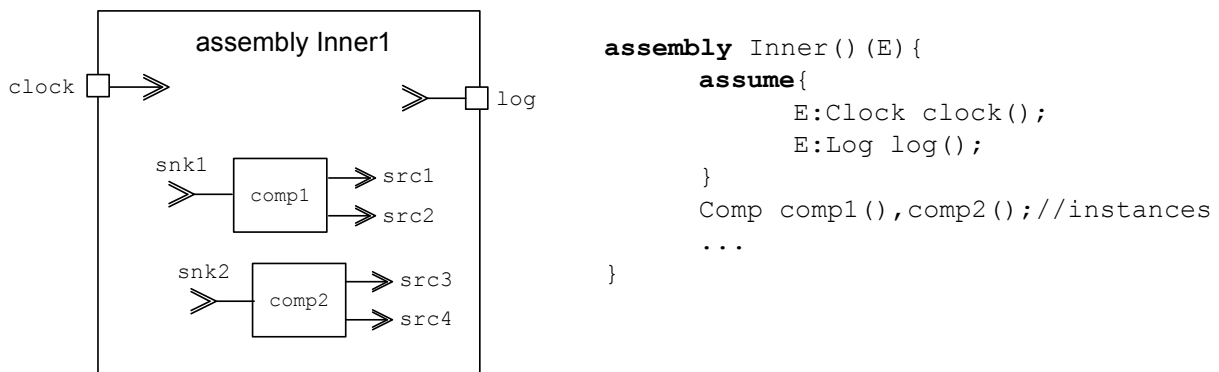 assembly Inner1
clock
log
snk1
comp1
src1
src2
snk2
comp2
src3
src4
assembly Inner()(E){
assume{
E:Clock clock();
E:Log log();
}
Comp comp1(),comp2();//instances
...
}